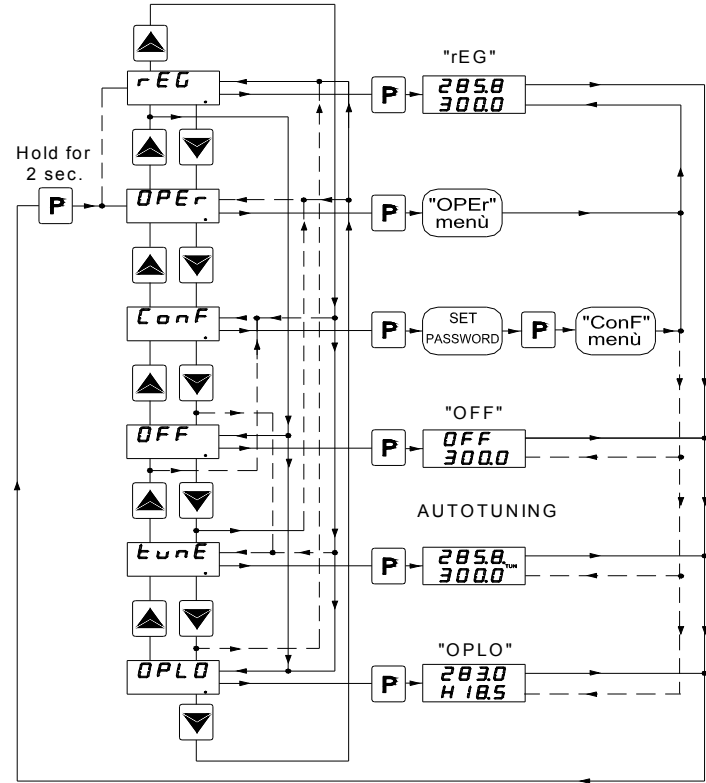 "rEG"
rEG.
P
285.8
300.0
Hold for
2 sec.
P
OPEr.
P
"OPEr"
menù
ConF.
P
SET
PASSWORD
P
"ConF"
menù
"OFF"
OFF.
P
OFF
300.0
AUTOTUNING
tunE.
P
285.8. TUN
300.0
"OPLO"
OPLO.
P
283.0
H 18.5